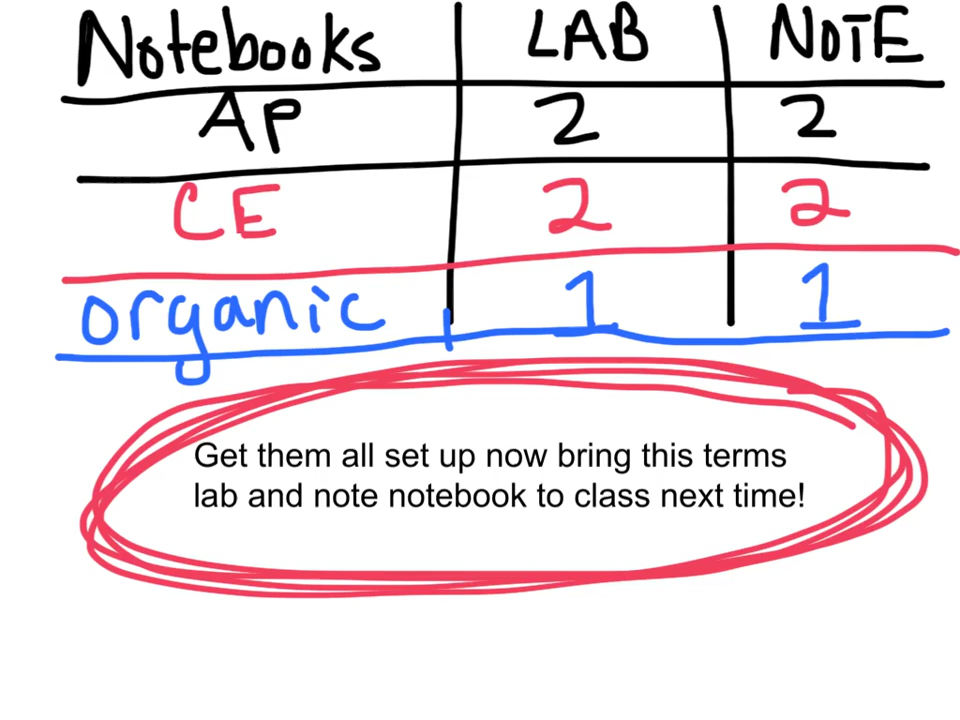 Notebooks LAB NOTE
AP 2 2
CE 2 2
organic 1 1
Get them all set up now bring this terms
lab and note notebook to class next time!